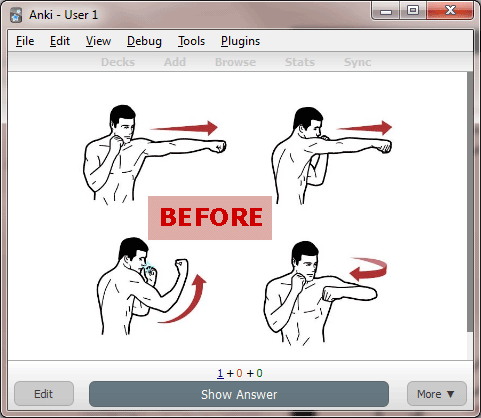 Anki - User 1
File Edit View Debug Tools Plugins
Decks Add Browse Stats Sync
BEFORE
1 + 0 + 0
Edit Show Answer More ▼